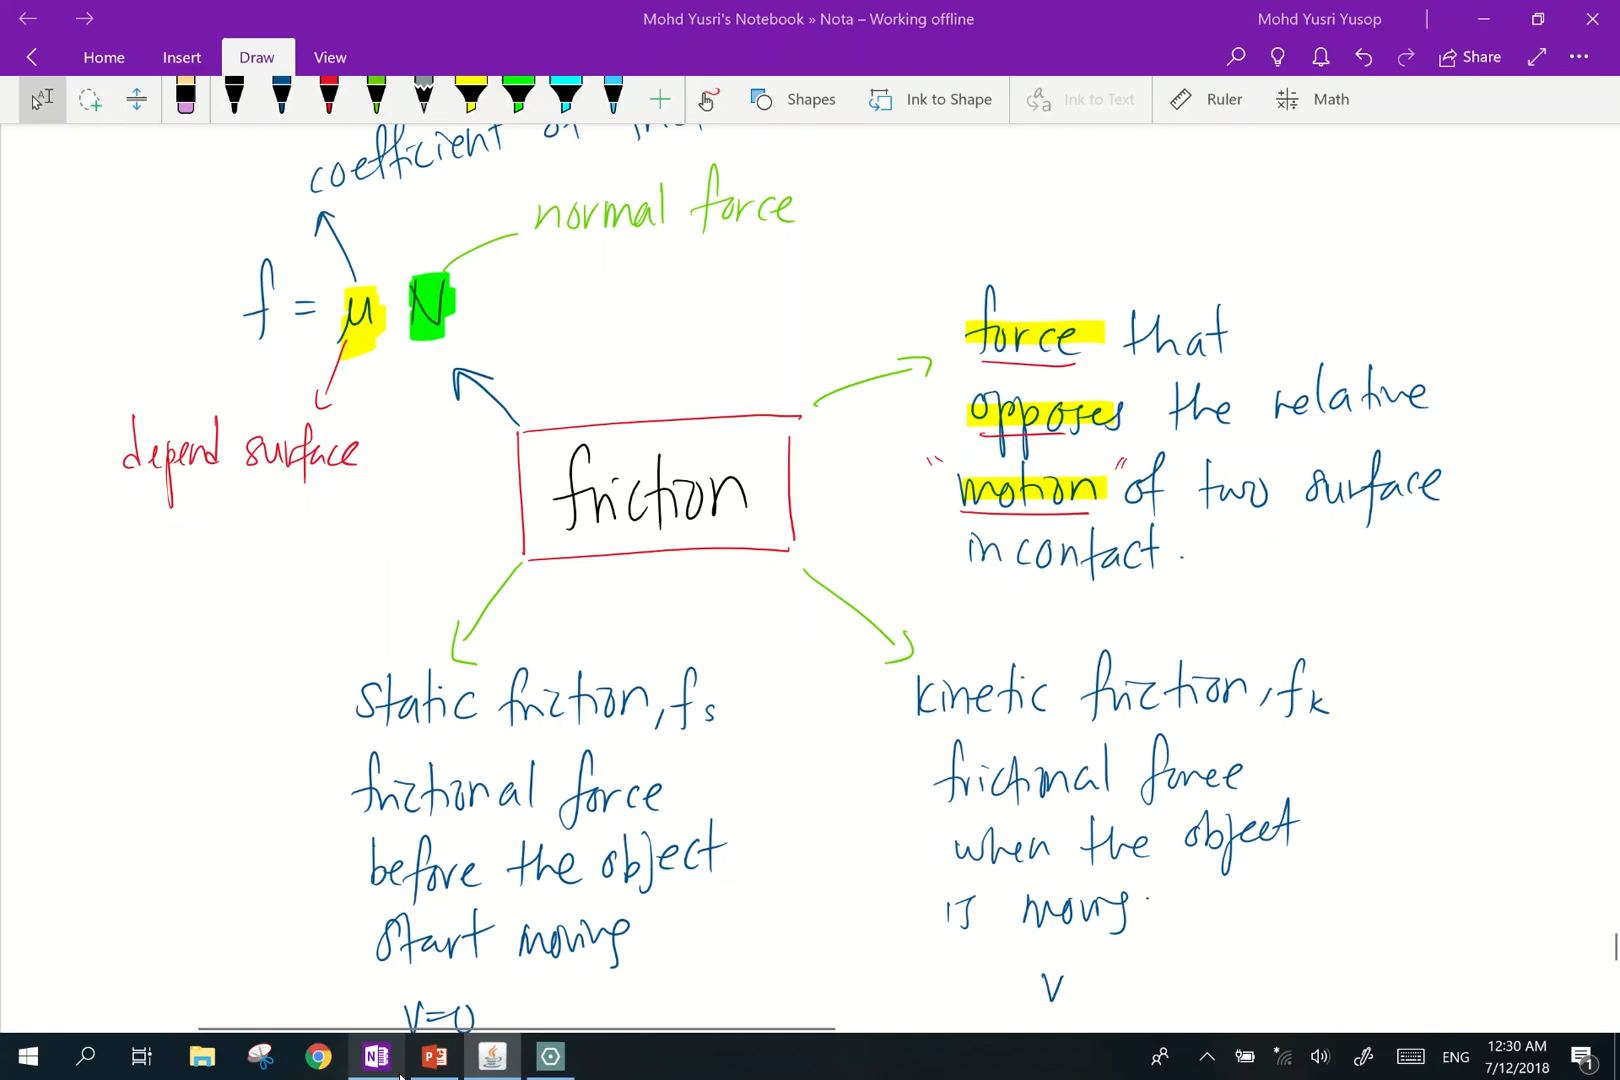 Mohd Yusri's Notebook » Nota – Working offline
Mohd Yusri Yusop
Home Insert Draw View
Share
Shapes Ink to Shape Ink to Text Ruler Math
coefficient of
normal force
f = μ N
depend surface
friction
force that
opposes the relative
"motion" of two surface
in contact.
static friction, fs
frictional force
before the object
start moving
v=0
kinetic friction, fk
frictional force
when the object
is moving.
v
ENG
12:30 AM
7/12/2018
1